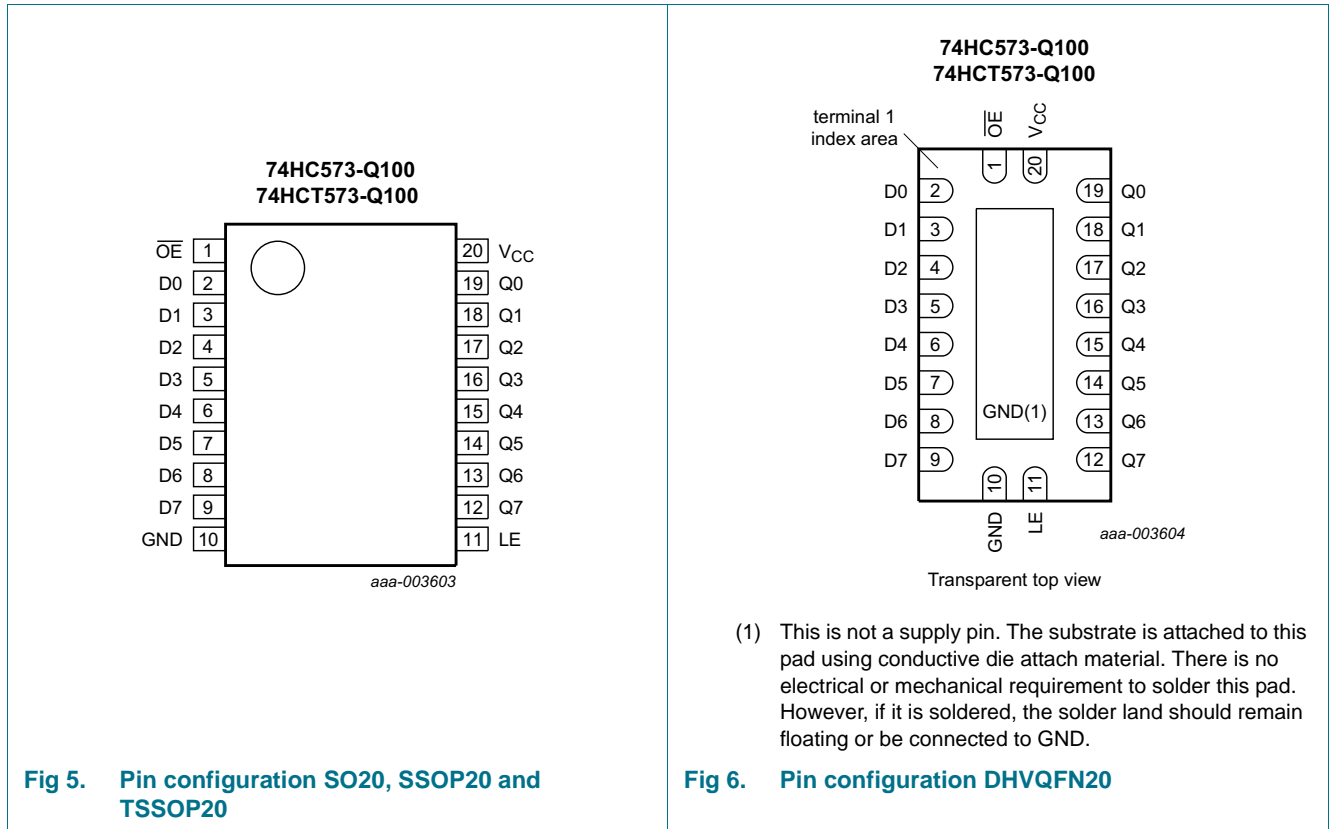 74HC573-Q100
74HCT573-Q100
OE 1
D0 2
D1 3
D2 4
D3 5
D4 6
D5 7
D6 8
D7 9
GND 10
20 VCC
19 Q0
18 Q1
17 Q2
16 Q3
15 Q4
14 Q5
13 Q6
12 Q7
11 LE
aaa-003603
Fig 5. Pin configuration SO20, SSOP20 and
TSSOP20
74HC573-Q100
74HCT573-Q100
terminal 1
index area
OE
VCC
1
20
D0 2
D1 3
D2 4
D3 5
D4 6
D5 7
D6 8
D7 9
19 Q0
18 Q1
17 Q2
16 Q3
15 Q4
14 Q5
13 Q6
12 Q7
GND(1)
10
11
GND
LE
aaa-003604
Transparent top view
(1) This is not a supply pin. The substrate is attached to this
pad using conductive die attach material. There is no
electrical or mechanical requirement to solder this pad.
However, if it is soldered, the solder land should remain
floating or be connected to GND.
Fig 6. Pin configuration DHVQFN20